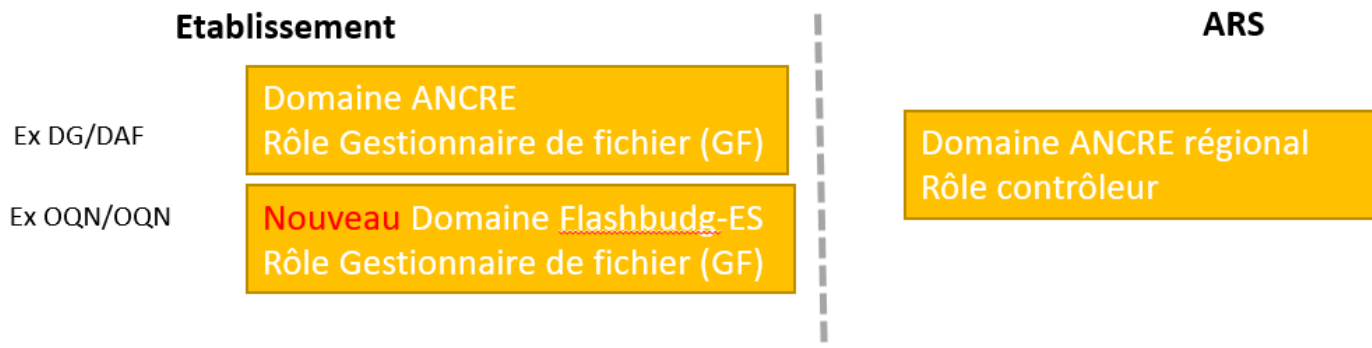 Etablissement
ARS
Ex DG/DAF
Domaine ANCRE
Rôle Gestionnaire de fichier (GF)
Ex OQN/OQN
Nouveau Domaine Flashbudg-ES
Rôle Gestionnaire de fichier (GF)
Domaine ANCRE régional
Rôle contrôleur